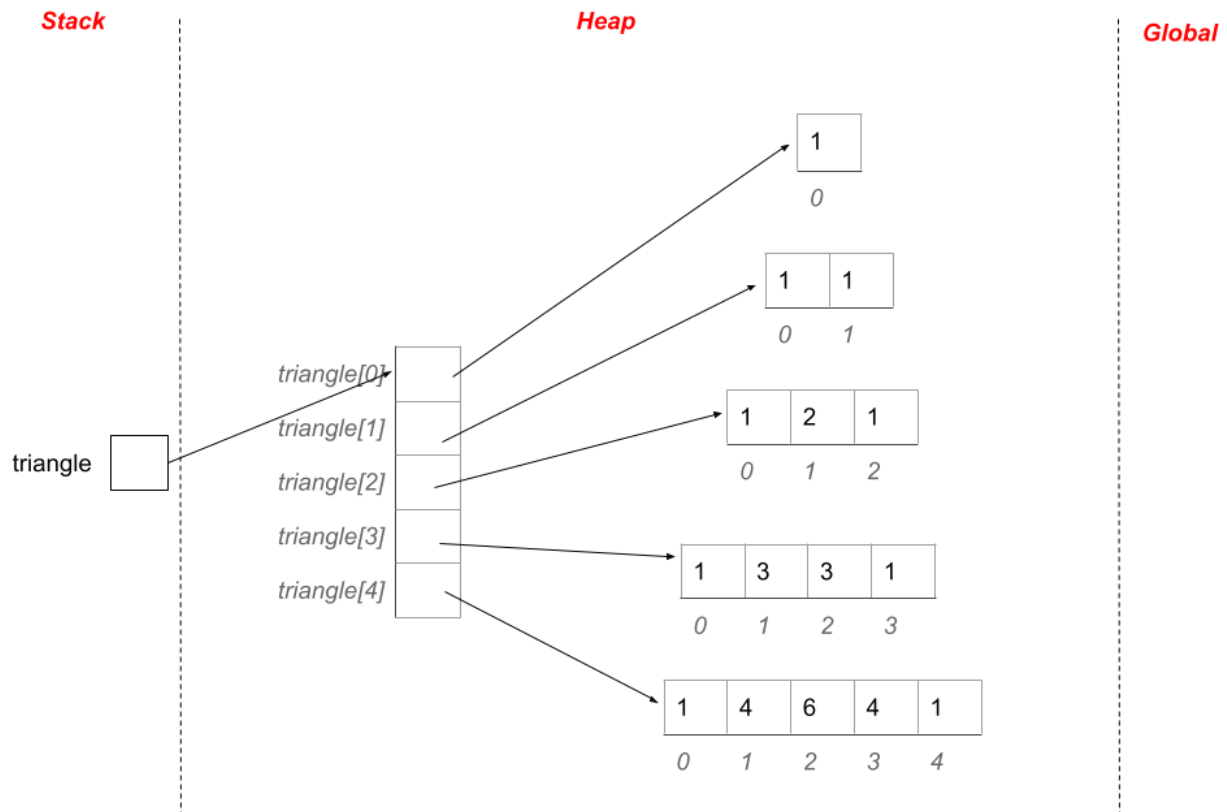 Stack
Heap
Global
1
0
1 1
0 1
triangle[0]
triangle[1]
1 2 1
triangle
triangle[2]
0 1 2
triangle[3]
1 3 3 1
triangle[4]
0 1 2 3
1 4 6 4 1
0 1 2 3 4